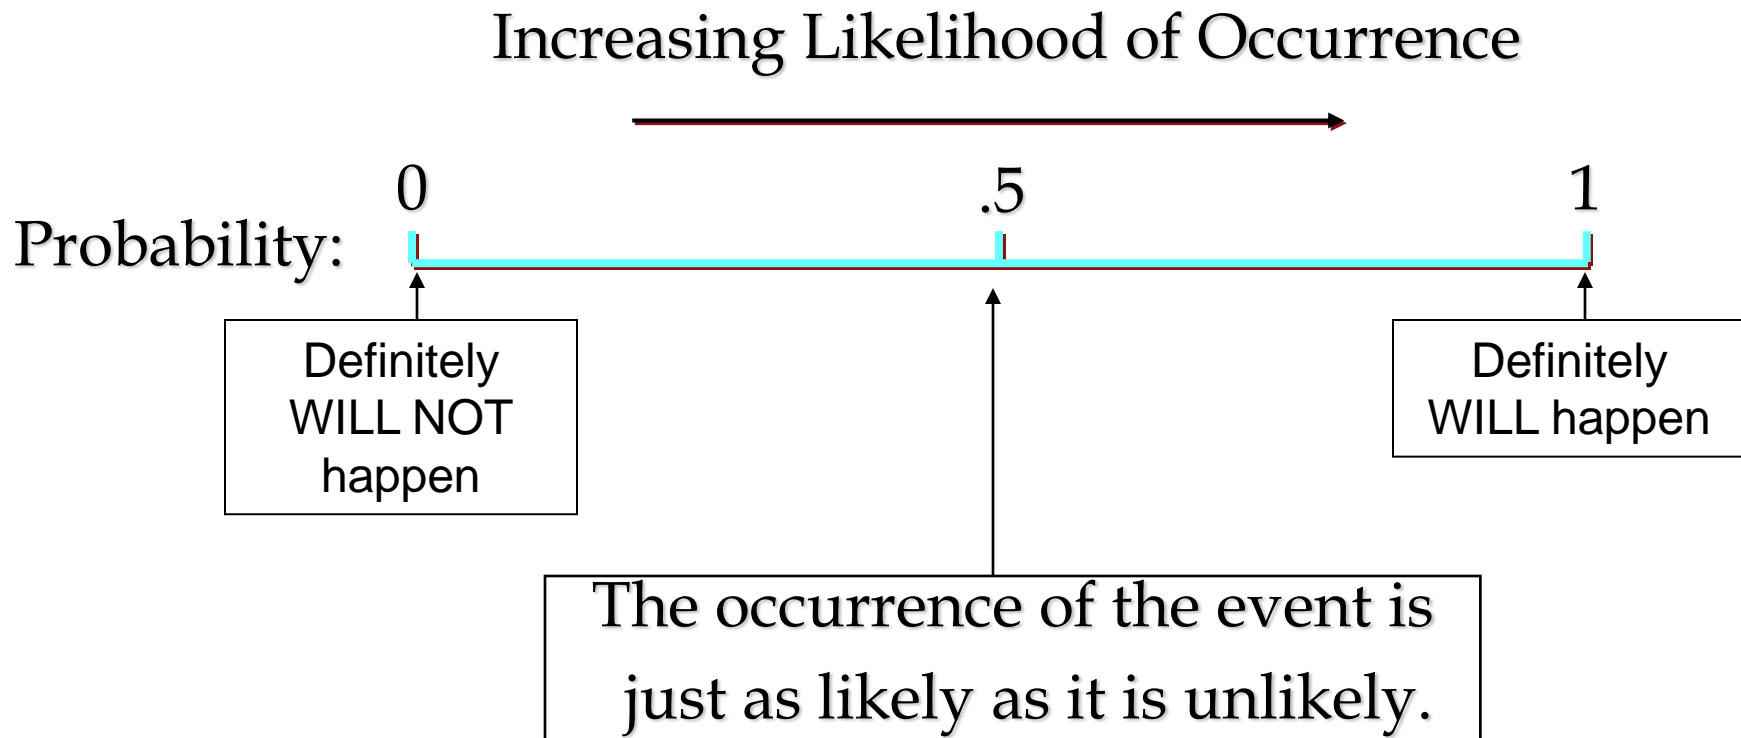 Increasing Likelihood of Occurrence
0 .5 1
Probability:
Definitely
WILL NOT
happen
Definitely
WILL happen
The occurrence of the event is
just as likely as it is unlikely.